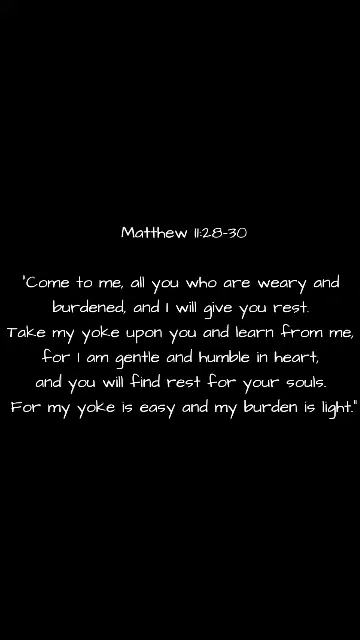 Matthew 11:28-30
"Come to me, all you who are weary and
burdened, and I will give you rest.
Take my yoke upon you and learn from me,
for I am gentle and humble in heart,
and you will find rest for your souls.
For my yoke is easy and my burden is light."